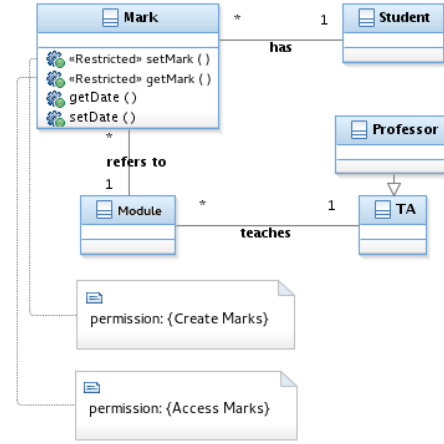 Mark
* 1
Student
has
«Restricted» setMark ( )
«Restricted» getMark ( )
getDate ( )
setDate ( )
*
refers to
1
Professor
Module
* 1
TA
teaches
permission: {Create Marks}
permission: {Access Marks}